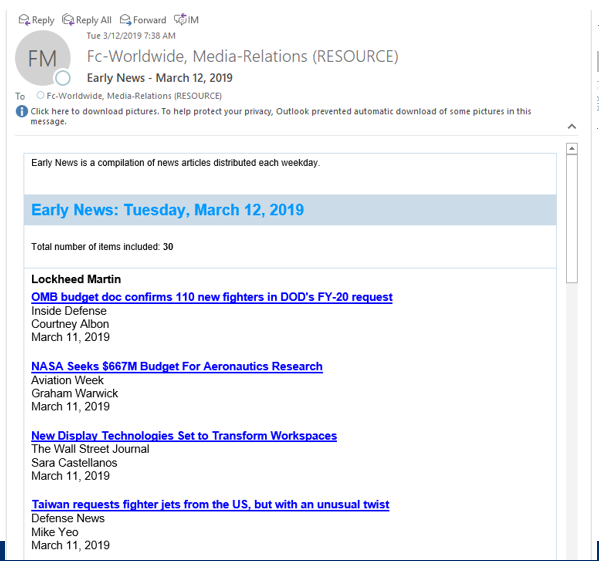 Reply Reply All Forward IM
Tue 3/12/2019 7:38 AM
FM
Fc-Worldwide, Media-Relations (RESOURCE)
Early News - March 12, 2019
To Fc-Worldwide, Media-Relations (RESOURCE)
Click here to download pictures. To help protect your privacy, Outlook prevented automatic download of some pictures in this
message.
Early News is a compilation of news articles distributed each weekday.
Early News: Tuesday, March 12, 2019
Total number of items included: 30
Lockheed Martin
OMB budget doc confirms 110 new fighters in DOD's FY-20 request
Inside Defense
Courtney Albon
March 11, 2019
NASA Seeks $667M Budget For Aeronautics Research
Aviation Week
Graham Warwick
March 11, 2019
New Display Technologies Set to Transform Workspaces
The Wall Street Journal
Sara Castellanos
March 11, 2019
Taiwan requests fighter jets from the US, but with an unusual twist
Defense News
Mike Yeo
March 11, 2019